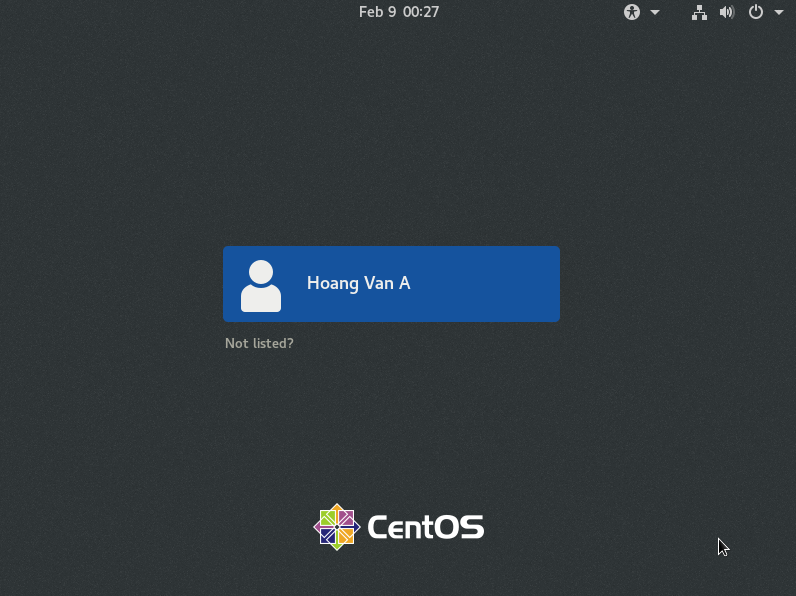 Feb 9 00:27
Hoang Van A
Not listed?
CentOS